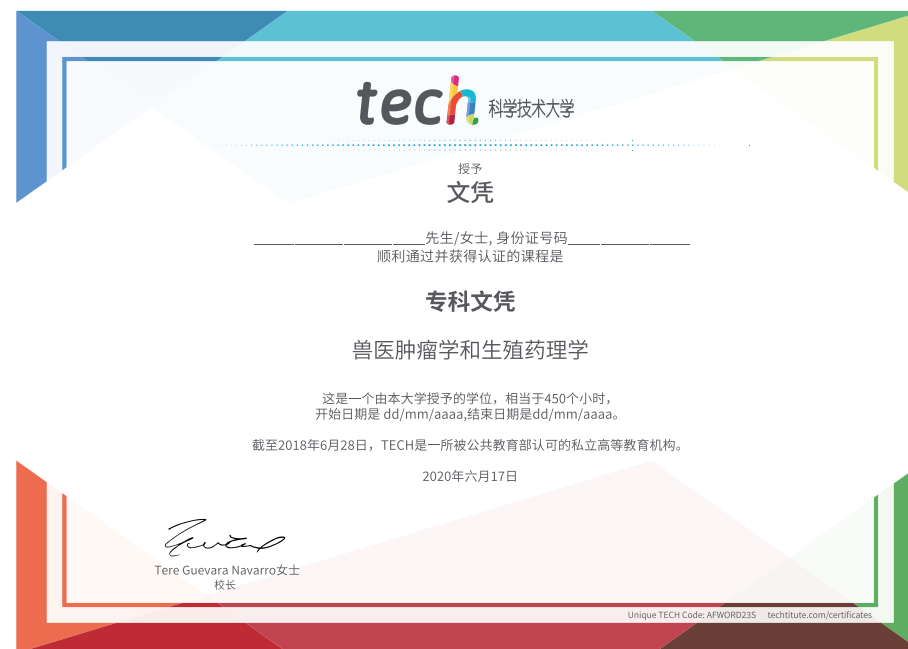 tech 科学技术大学
授予
文凭
____________________先生/女士, 身份证号码______________
顺利通过并获得认证的课程是
专科文凭
兽医肿瘤学和生殖药理学
这是一个由本大学授予的学位，相当于450个小时，
开始日期是 dd/mm/aaaa,结束日期是dd/mm/aaaa。
截至2018年6月28日，TECH是一所被公共教育部认可的私立高等教育机构。
2020年六月17日
Tere Guevara Navarro女士
校长
Unique TECH Code: AFWORD23S techtitute.com/certificates